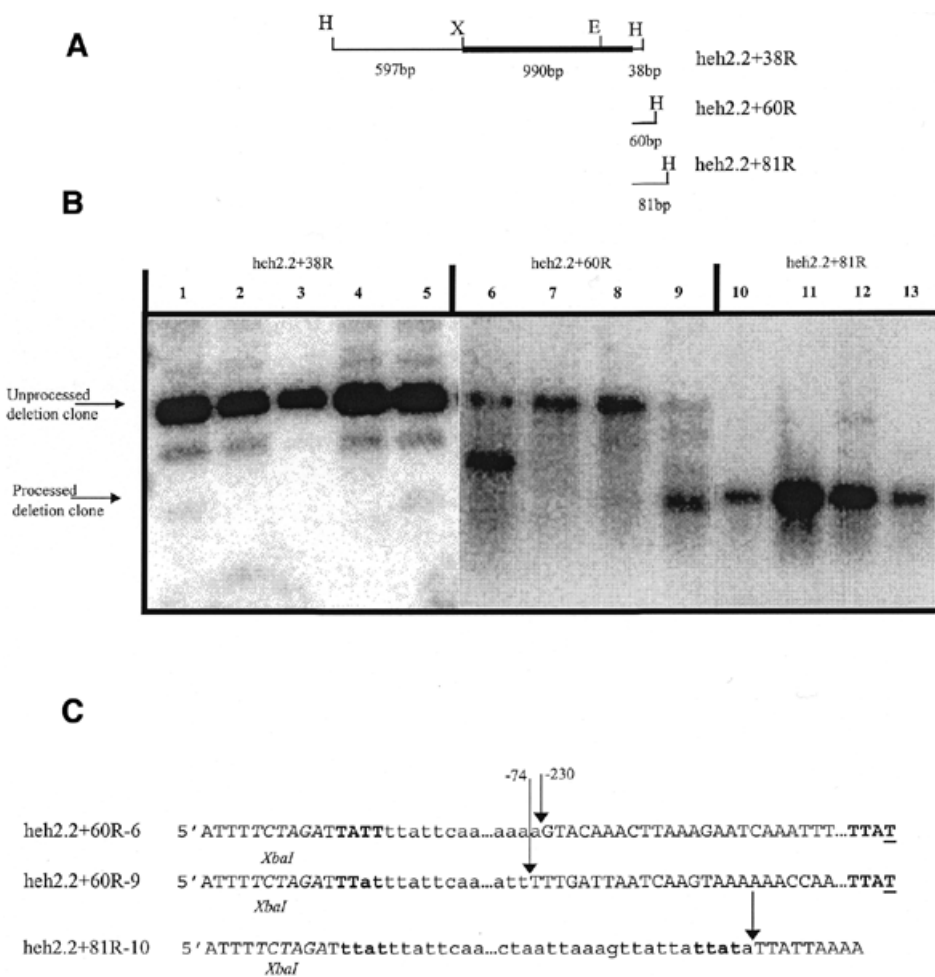 A
H X E H
597bp 990bp 38bp heh2.2+38R
H heh2.2+60R
60bp
H heh2.2+81R
81bp
B
heh2.2+38R heh2.2+60R heh2.2+81R
1 2 3 4 5 6 7 8 9 10 11 12 13
Unprocessed
deletion clone
Processed
deletion clone
C
-74 -230
heh2.2+60R-6 5'ATTTTCTAGATTATTttattcaa…aaaaGTACAAACTTAAAGAATCAAATTT…TTAT
XbaI
heh2.2+60R-9 5'ATTTTCTAGATTTatttattcaa…attTTTGATTAATCAAGTAAAAAACCAA…TTAT
XbaI
heh2.2+81R-10 5'ATTTTCTAGATttatttattcaa…ctaattaaagttattattataTTATTAAAA
XbaI